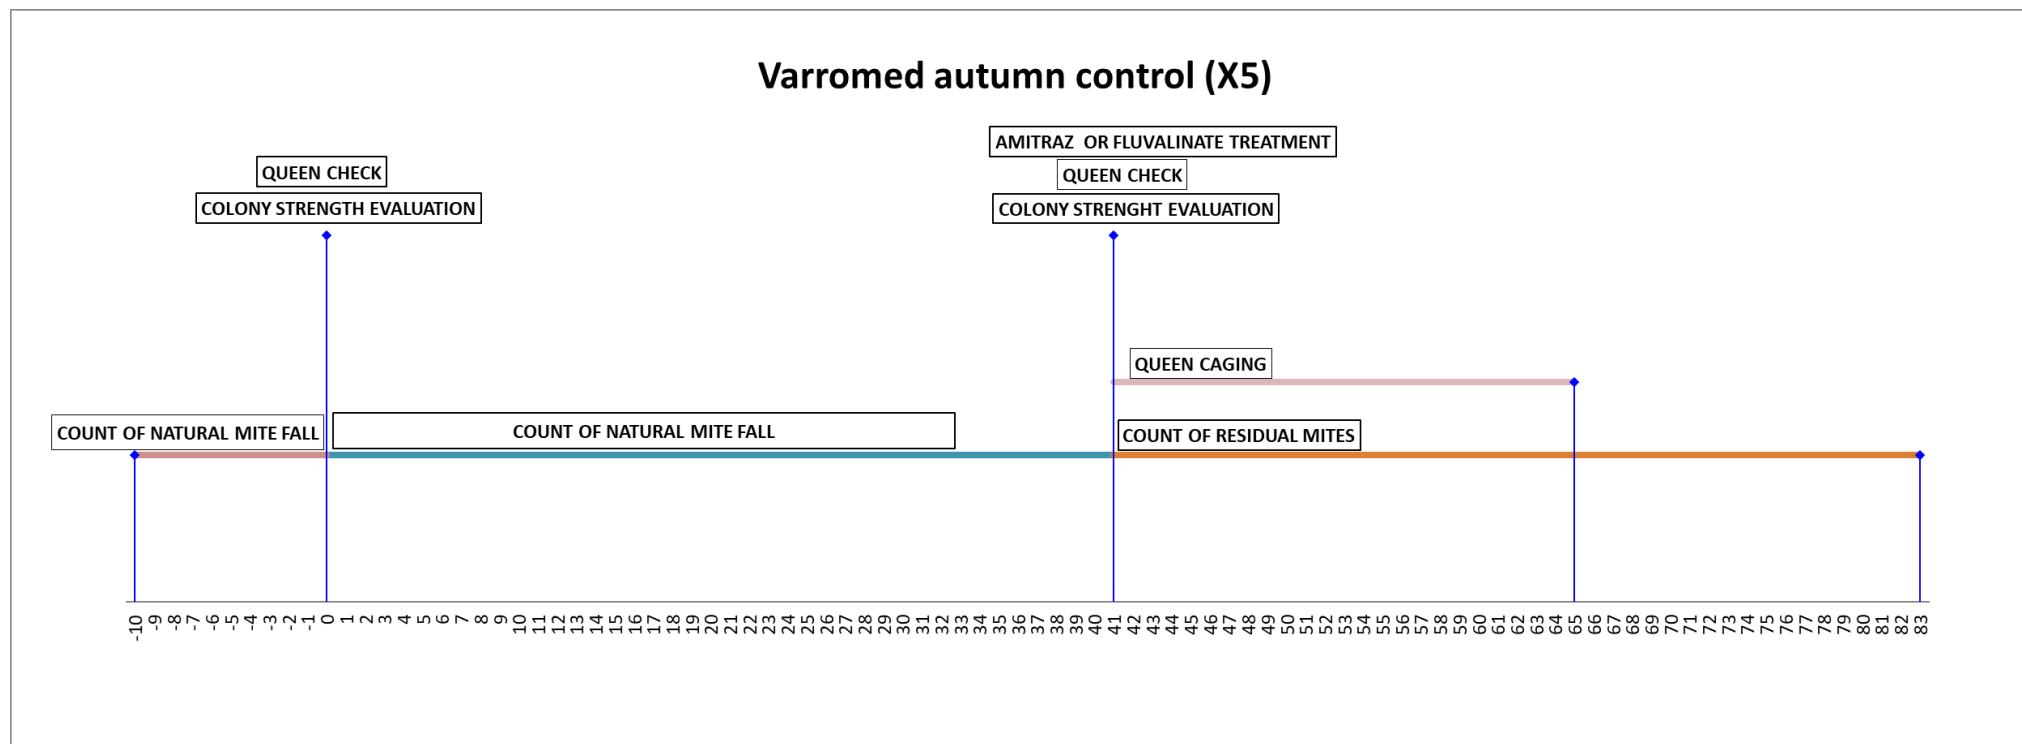 Varromed autumn control (X5)
AMITRAZ OR FLUVALINATE TREATMENT
QUEEN CHECK
QUEEN CHECK
COLONY STRENGTH EVALUATION
COLONY STRENGHT EVALUATION
QUEEN CAGING
COUNT OF NATURAL MITE FALL
COUNT OF NATURAL MITE FALL
COUNT OF RESIDUAL MITES
-10 -9 -8 -7 -6 -5 -4 -3 -2 -1 0 1 2 3 4 5 6 7 8 9 10 11 12 13 14 15 16 17 18 19 20 21 22 23 24 25 26 27 28 29 30 31 32 33 34 35 36 37 38 39 40 41 42 43 44 45 46 47 48 49 50 51 52 53 54 55 56 57 58 59 60 61 62 63 64 65 66 67 68 69 70 71 72 73 74 75 76 77 78 79 80 81 82 83